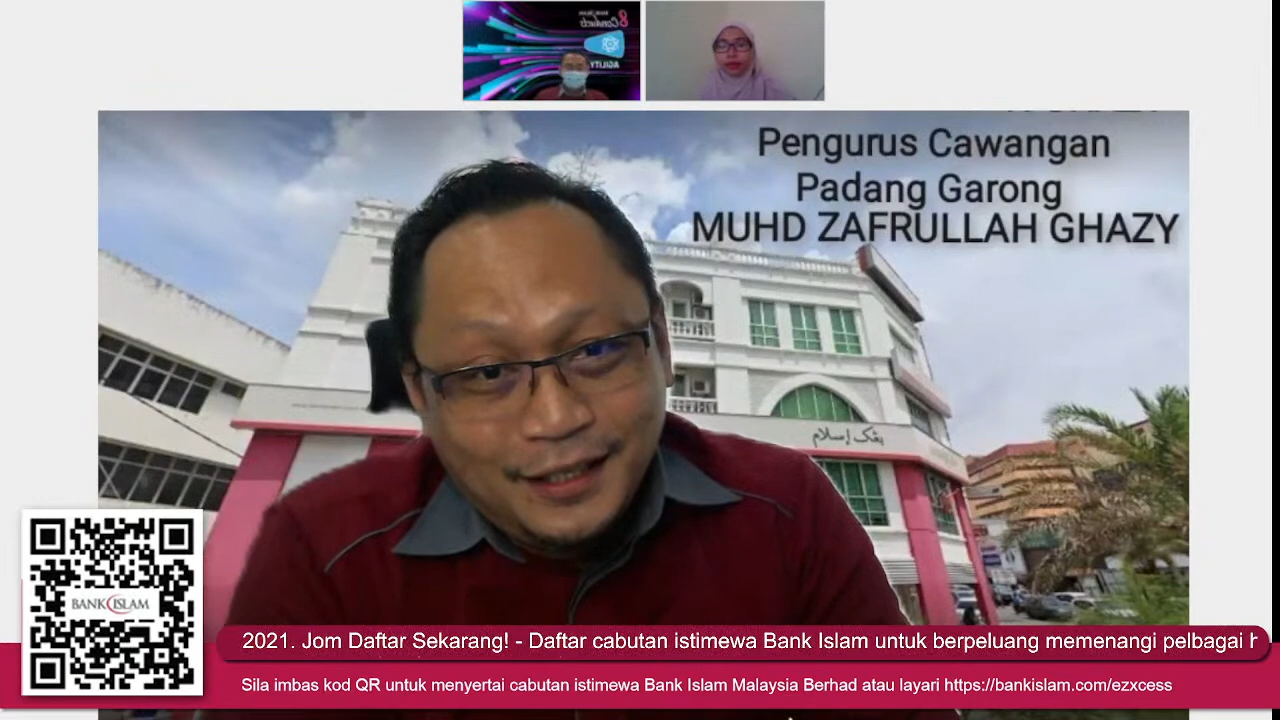 Pengurus Cawangan
Padang Garong
MUHD ZAFRULLAH GHAZY
بڠک إسلام
BANK ISLAM
2021. Jom Daftar Sekarang! - Daftar cabutan istimewa Bank Islam untuk berpeluang memenangi pelbagai
Sila imbas kod QR untuk menyertai cabutan istimewa Bank Islam Malaysia Berhad atau layari https://bankislam.com/ezxcess